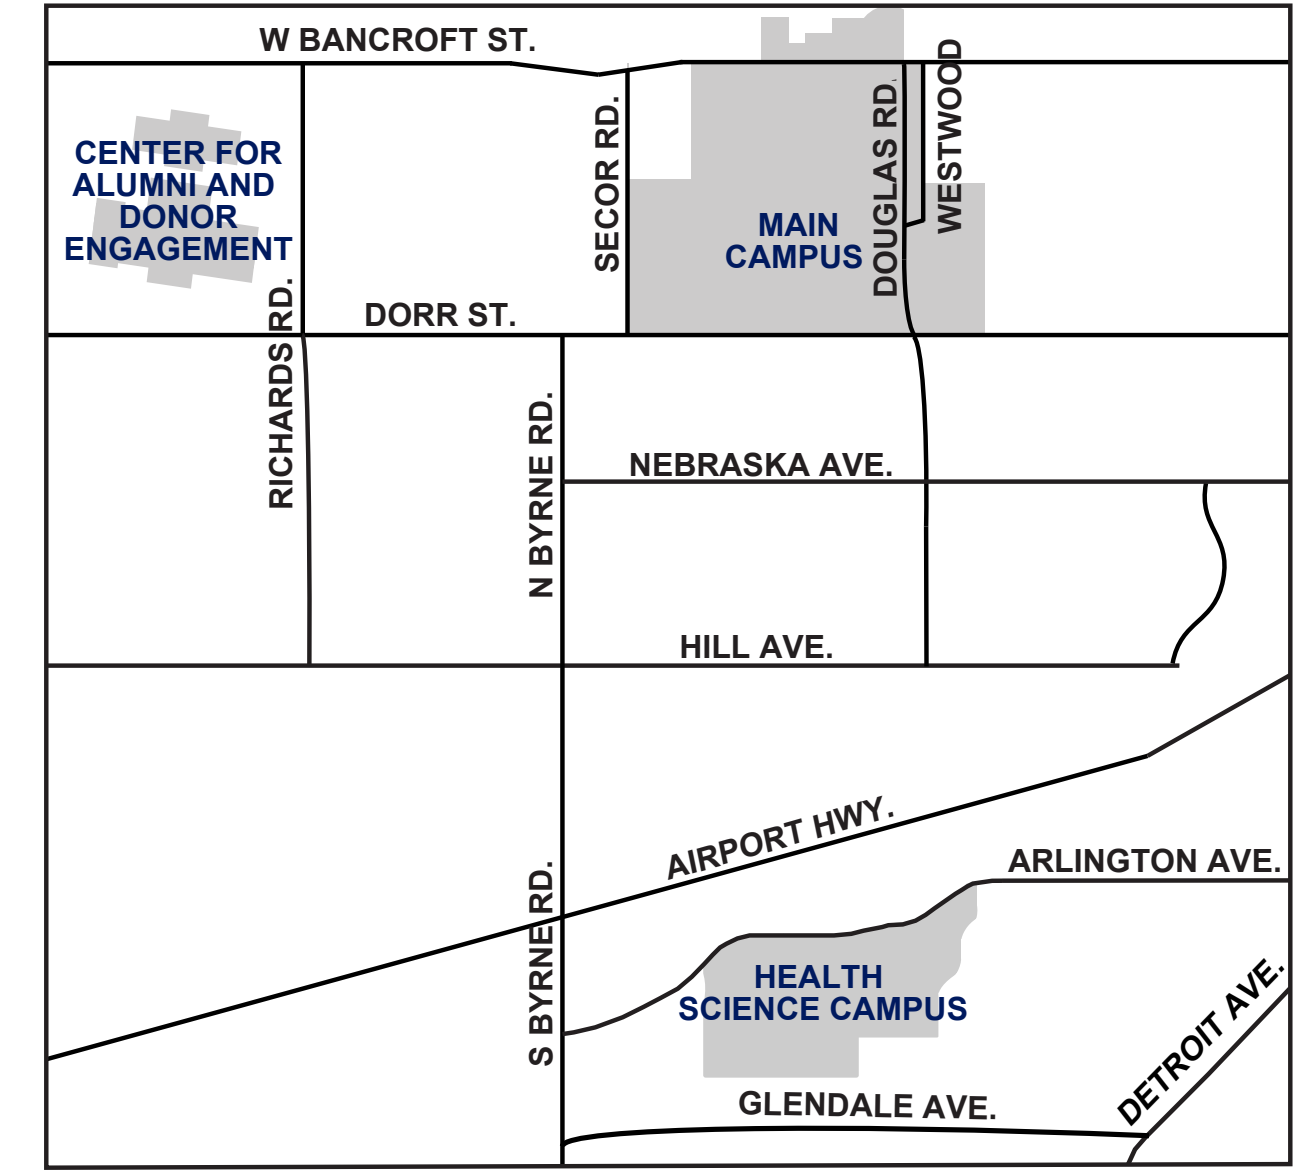 W BANCROFT ST.
WESTWOOD
DOUGLAS RD.
SECOR RD.
CENTER FOR
ALUMNI AND
DONOR
ENGAGEMENT
MAIN
CAMPUS
RICHARDS RD.
DORR ST.
N BYRNE RD.
NEBRASKA AVE.
HILL AVE.
AIRPORT HWY.
ARLINGTON AVE.
S BYRNE RD.
HEALTH
SCIENCE CAMPUS
DETROIT AVE.
GLENDALE AVE.